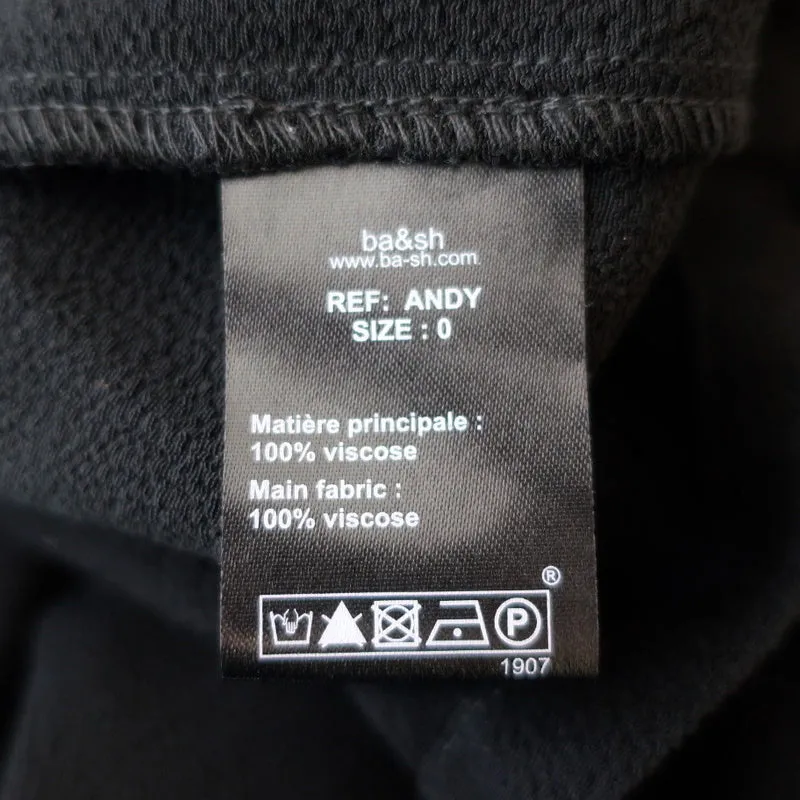 ba&sh
www.ba-sh.com
REF: ANDY
SIZE : 0
Matière principale :
100% viscose
Main fabric :
100% viscose
®
P
1907